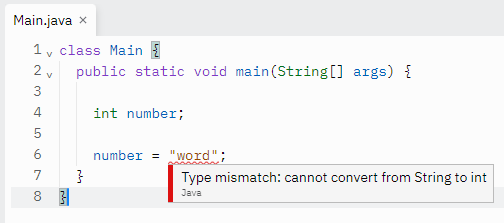 Main.java ×
1 class Main {
2 public static void main(String[] args) {
3
4 int number;
5
6 number = "word";
7 }
8 }
Type mismatch: cannot convert from String to int
Java